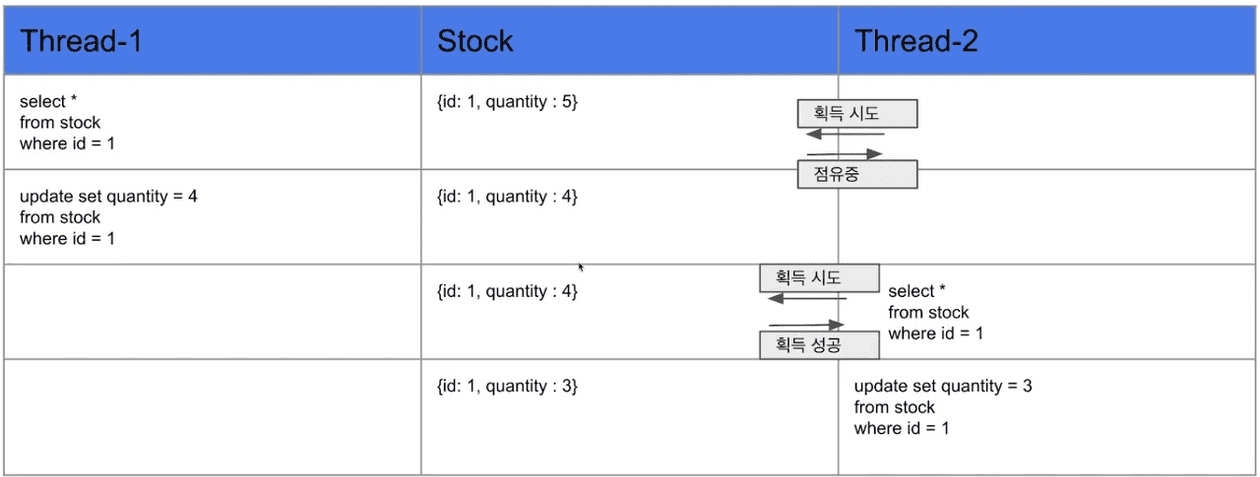 Thread-1
Stock
Thread-2
select *
from stock
where id = 1
{id: 1, quantity : 5}
획득 시도
점유중
update set quantity = 4
from stock
where id = 1
{id: 1, quantity : 4}
{id: 1, quantity : 4}
획득 시도
획득 성공
select *
from stock
where id = 1
{id: 1, quantity : 3}
update set quantity = 3
from stock
where id = 1